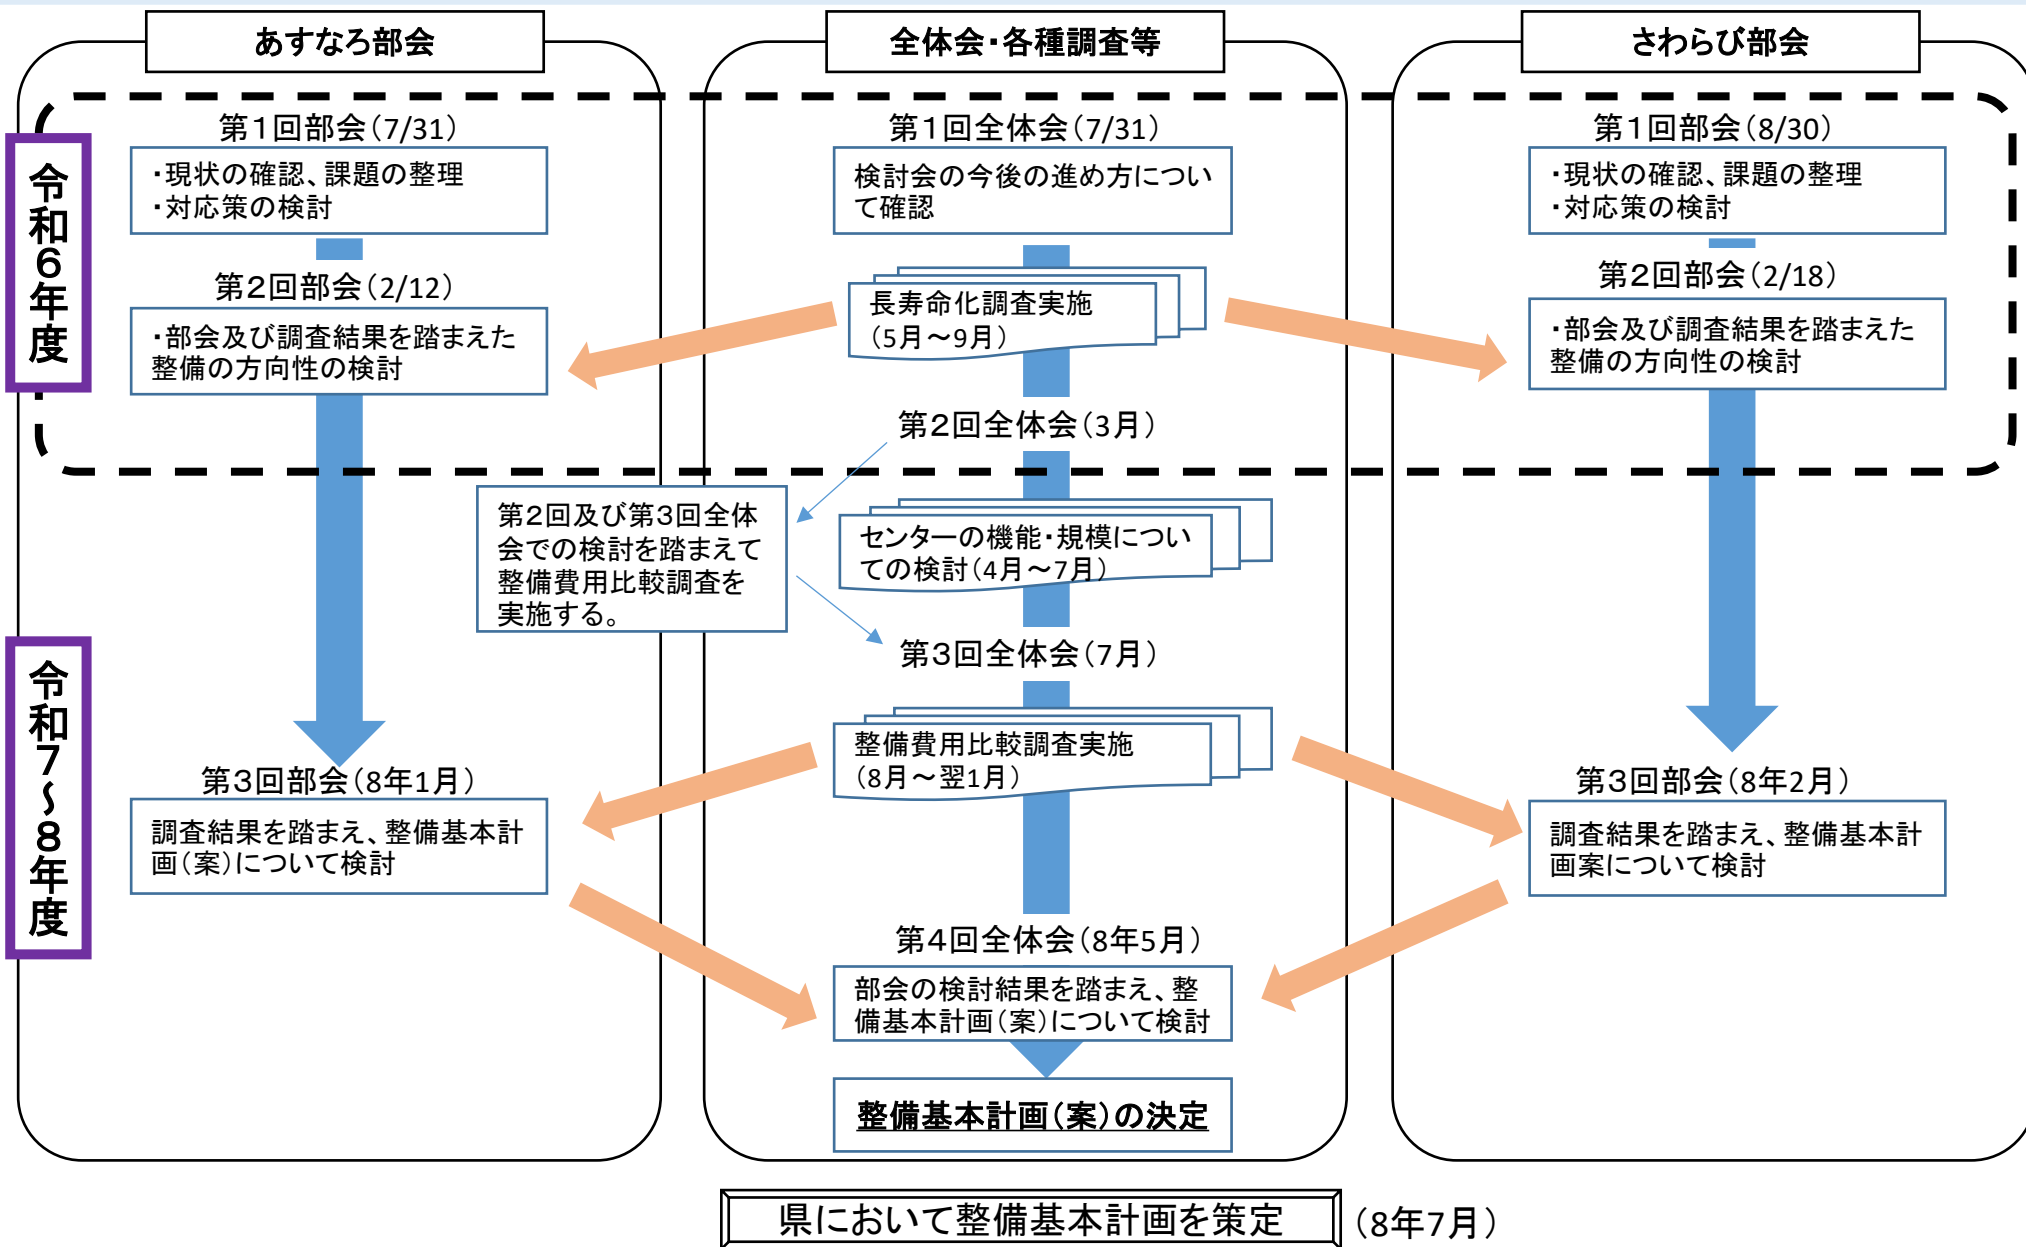 あすなろ部会
全体会・各種調査等
さわらび部会
令和6年度
第1回部会(7/31)
・現状の確認、課題の整理
・対応策の検討
第2回部会(2/12)
・部会及び調査結果を踏まえた
整備の方向性の検討
第1回全体会(7/31)
検討会の今後の進め方につい
て確認
長寿命化調査実施
(5月～9月)
第2回全体会(3月)
第1回部会(8/30)
・現状の確認、課題の整理
・対応策の検討
第2回部会(2/18)
・部会及び調査結果を踏まえた
整備の方向性の検討
令和7～8年度
第2回及び第3回全体
会での検討を踏まえて
整備費用比較調査を
実施する。
センターの機能・規模につい
ての検討(4月～7月)
第3回全体会(7月)
整備費用比較調査実施
(8月～翌1月)
第3回部会(8年1月)
調査結果を踏まえ、整備基本計
画(案)について検討
第3回部会(8年2月)
調査結果を踏まえ、整備基本計
画案について検討
第4回全体会(8年5月)
部会の検討結果を踏まえ、整
備基本計画(案)について検討
整備基本計画(案)の決定
県において整備基本計画を策定 (8年7月)